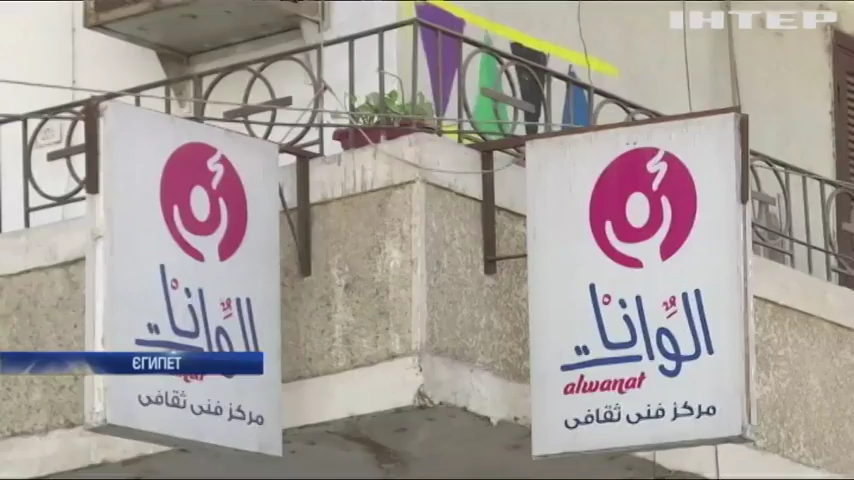 ІНТЕР
الوانات
مركز فنى ثقافى
الوانات
alwanat
مركز فنى ثقافى
ЄГИПЕТ